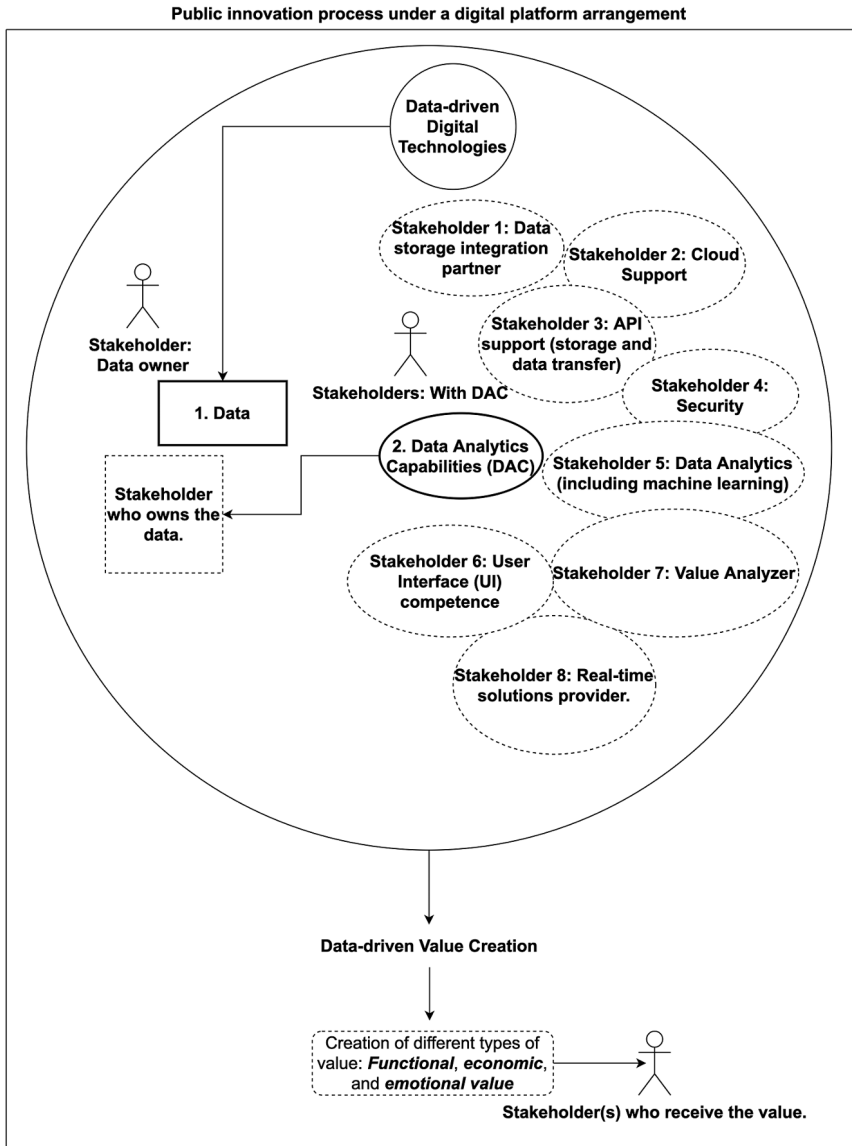 Public innovation process under a digital platform arrangement
Data-driven
Digital
Technologies
Stakeholder 1: Data
storage integration
partner
Stakeholder 2: Cloud
Support
Stakeholder 3: API
support (storage and
data transfer)
Stakeholder:
Data owner
Stakeholders: With DAC
Stakeholder 4:
Security
1. Data
2. Data Analytics
Capabilities (DAC)
Stakeholder 5: Data Analytics
(including machine learning)
Stakeholder
who owns the
data.
Stakeholder 6: User
Interface (UI)
competence
Stakeholder 7: Value Analyzer
Stakeholder 8: Real-time
solutions provider.
Data-driven Value Creation
Creation of different types of
value: Functional, economic,
and emotional value
Stakeholder(s) who receive the value.